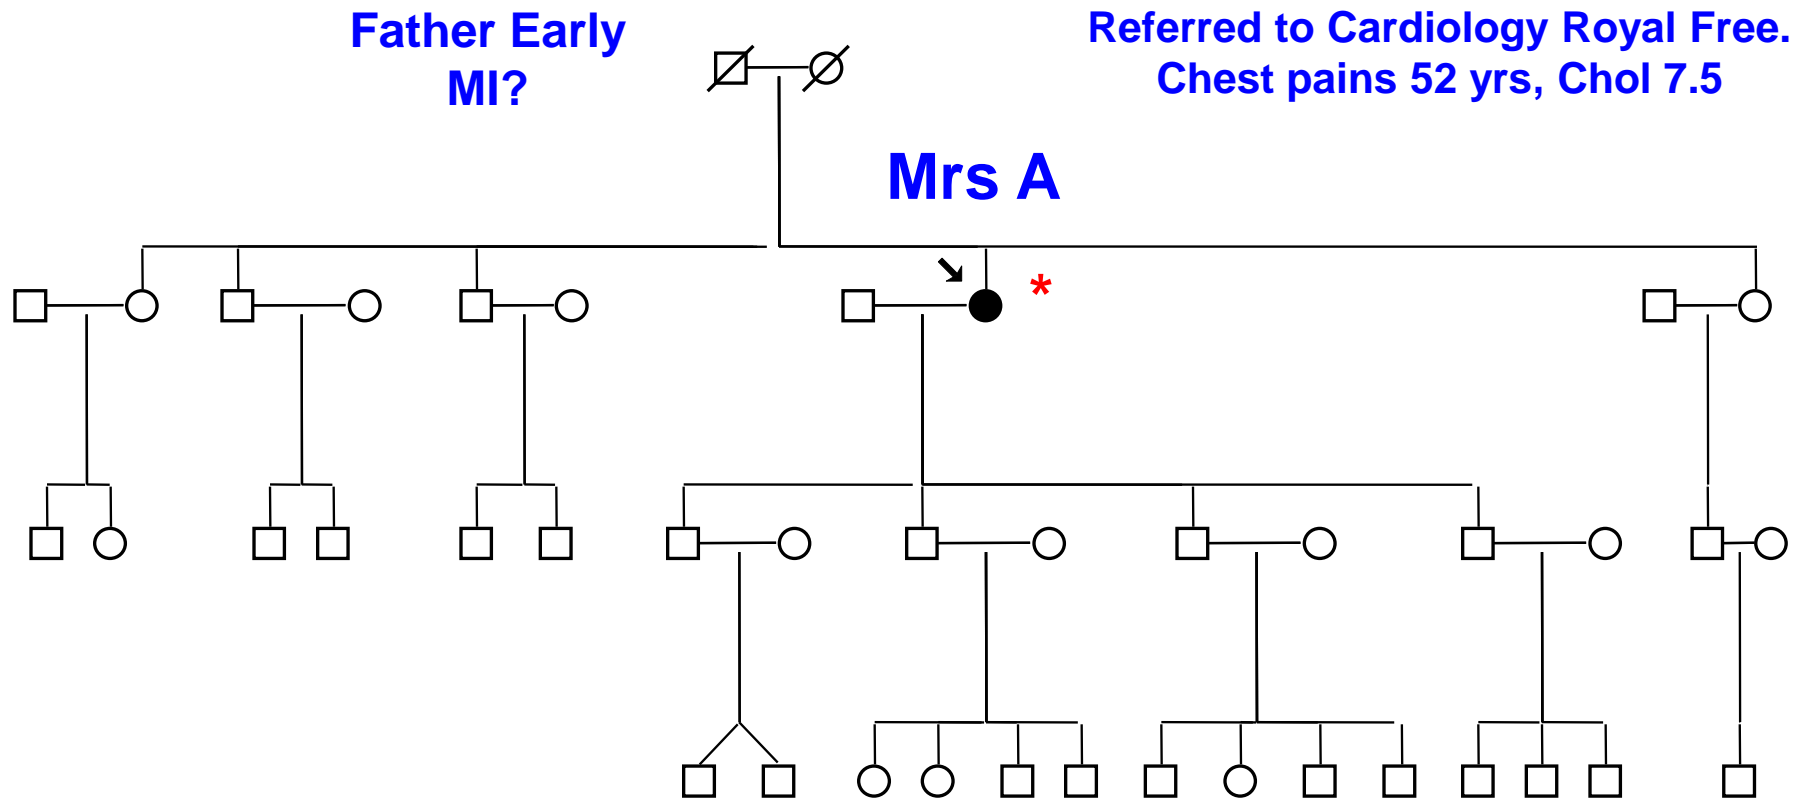 Father Early
MI?
Referred to Cardiology Royal Free.
Chest pains 52 yrs, Chol 7.5
Mrs A
*